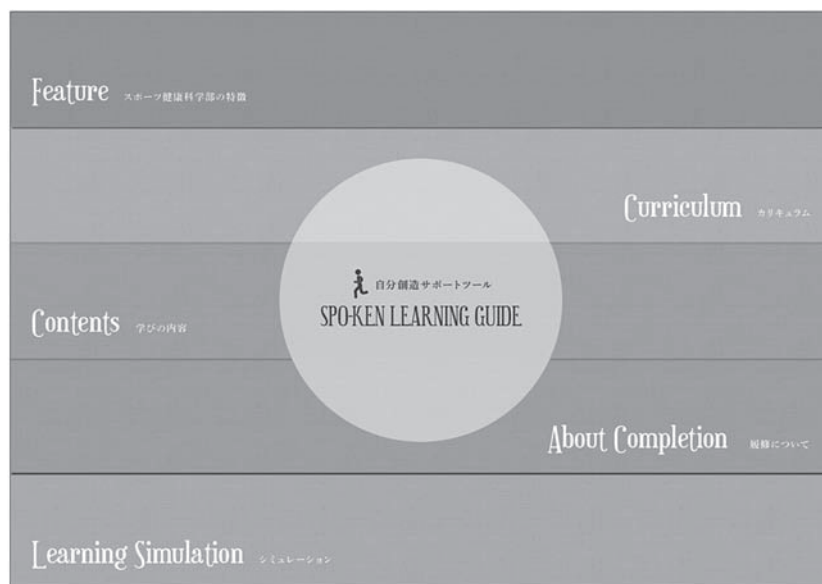 Feature スポーツ健康科学部の特徴
Curriculum カリキュラム
自分創造サポートツール
SPO-KEN LEARNING GUIDE
Contents 学びの内容
About Completion 履修について
Learning Simulation シミュレーション